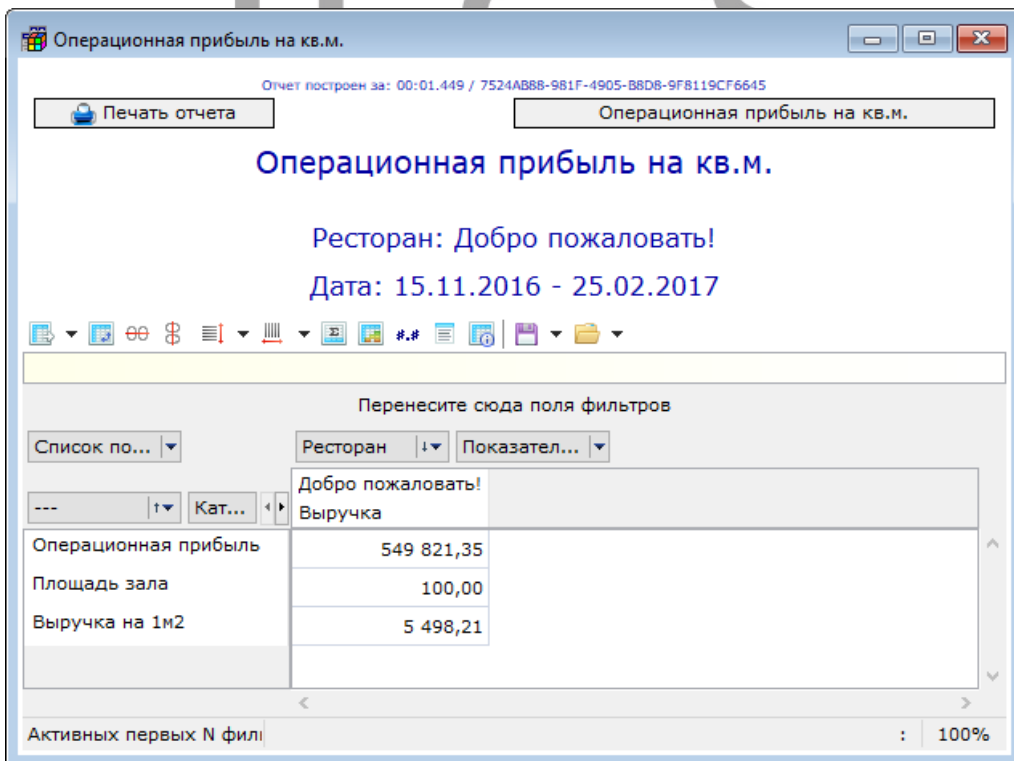 Операционная прибыль на кв.м.
Отчет построен за: 00:01.449 / 7524AB88-981F-4905-B8D8-9F8119CF6645
Печать отчета
Операционная прибыль на кв.м.
Операционная прибыль на кв.м.
Ресторан: Добро пожаловать!
Дата: 15.11.2016 - 25.02.2017
Σ #.#
Перенесите сюда поля фильтров
Список по... Ресторан Показател...
--- Кат... Добро пожаловать!
Выручка
Операционная прибыль 549 821,35
Площадь зала 100,00
Выручка на 1м2 5 498,21
Активных первых N фил : 100%